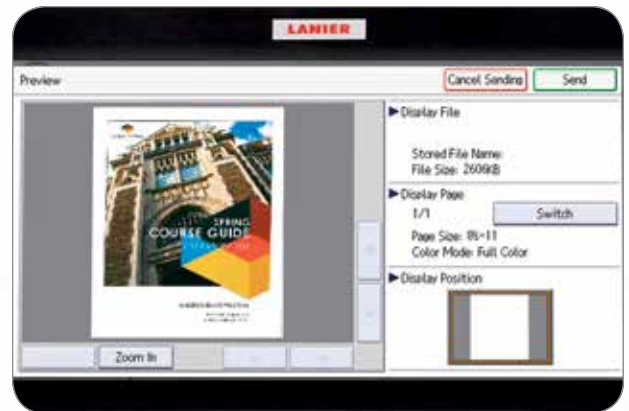 LANIER
Preview
Cancel Sending
Send
Display File
Stored File Name:
File Size: 2606KB
Display Page
1/1
Switch
Page Size: 8½×11
Color Mode: Full Color
Display Position
SPRING
COURSE GUIDE
Zoom In